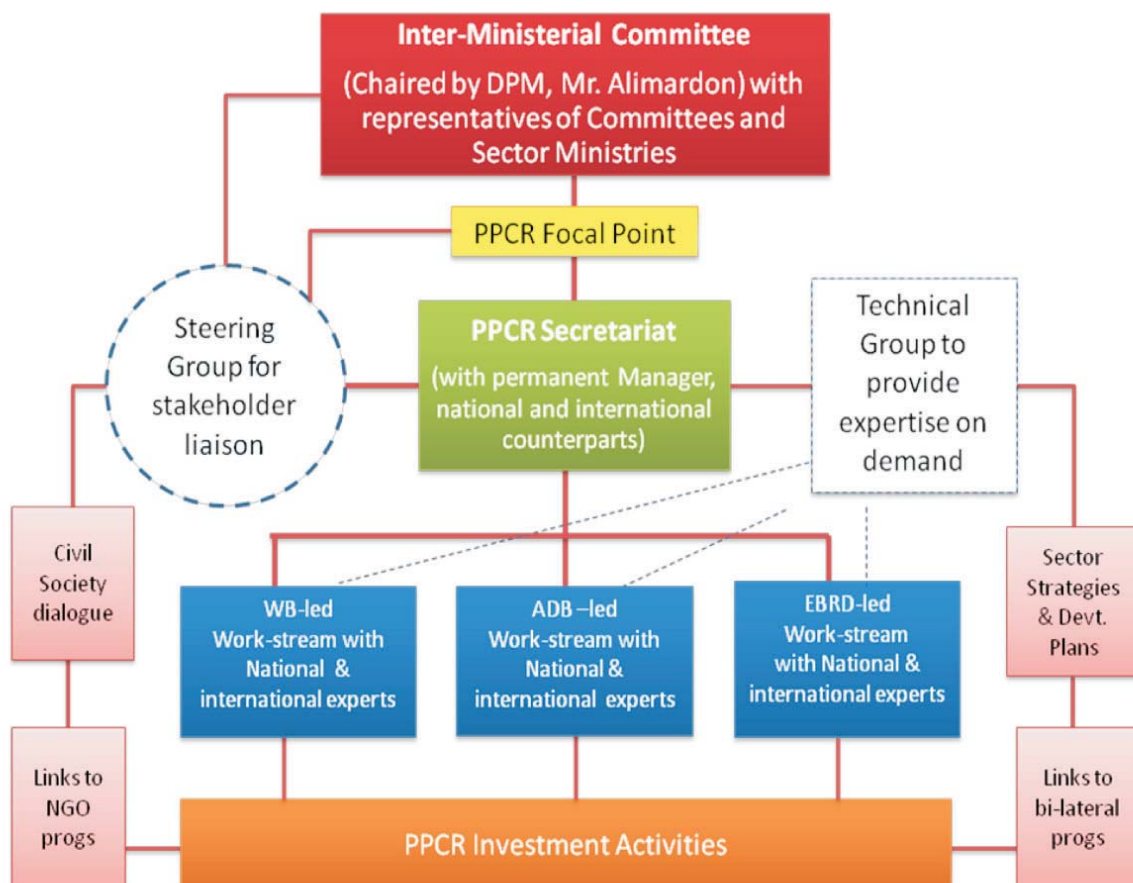 Inter-Ministerial Committee
(Chaired by DPM, Mr. Alimardon) with
representatives of Committees and
Sector Ministries
PPCR Focal Point
Steering
Group for
stakeholder
liaison
PPCR Secretariat
(with permanent Manager,
national and international
counterparts)
Technical
Group to
provide
expertise on
demand
Civil
Society
dialogue
WB-led
Work-stream with
National &
international experts
ADB –led
Work-stream with
National &
international experts
EBRD-led
Work-stream
with National &
international experts
Sector
Strategies
& Devt.
Plans
Links to
NGO
progs
PPCR Investment Activities
Links to
bi-lateral
progs